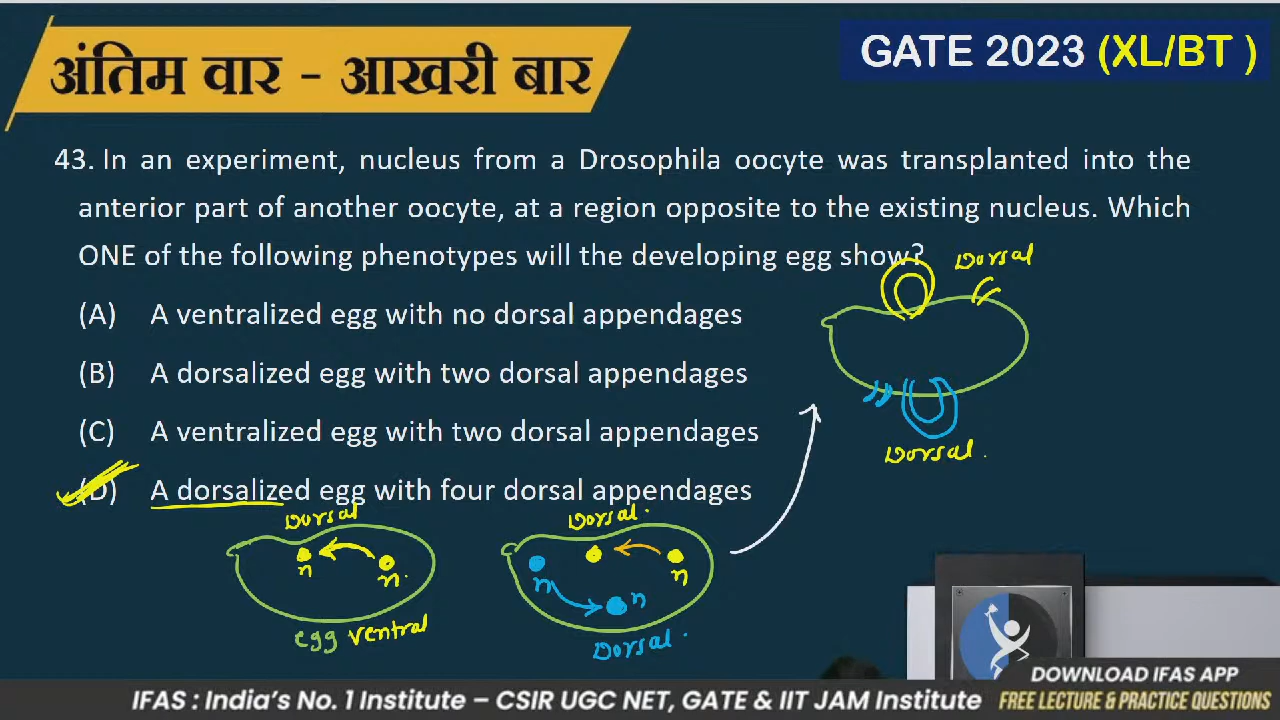 अंतिम वार - आखरी बार
GATE 2023 (XL/BT )
43. In an experiment, nucleus from a Drosophila oocyte was transplanted into the
anterior part of another oocyte, at a region opposite to the existing nucleus. Which
ONE of the following phenotypes will the developing egg show?
Dorsal
(A) A ventralized egg with no dorsal appendages
(B) A dorsalized egg with two dorsal appendages
(C) A ventralized egg with two dorsal appendages
Dorsal.
(D) A dorsalized egg with four dorsal appendages
Dorsal
Dorsal.
n
n.
n
n
n
egg ventral
Dorsal.
DOWNLOAD IFAS APP
IFAS : India's No. 1 Institute – CSIR UGC NET, GATE & IIT JAM Institute
FREE LECTURE & PRACTICE QUESTIONS